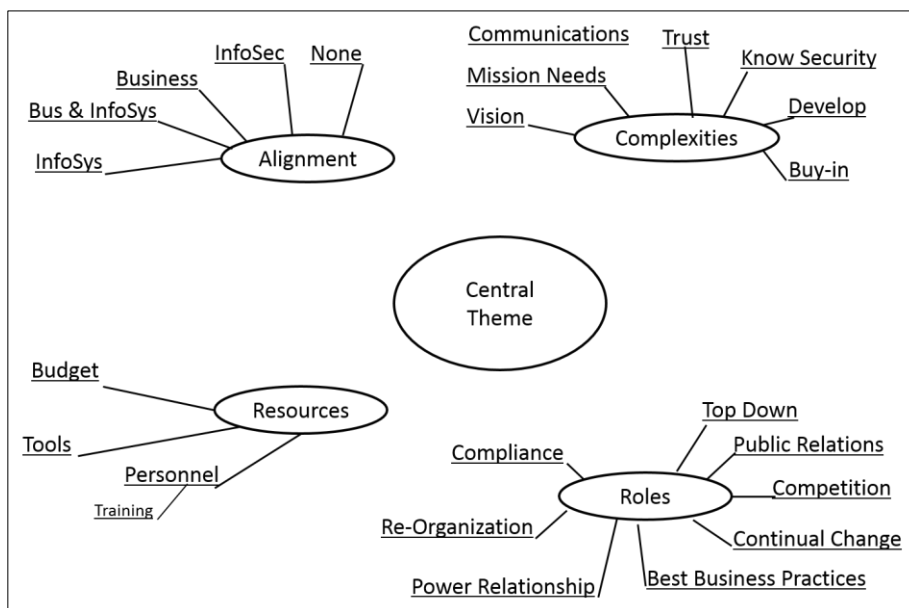 InfoSec
None
Business
Bus & InfoSys
InfoSys
Alignment
Communications
Trust
Know Security
Mission Needs
Develop
Vision
Complexities
Buy-in
Central
Theme
Budget
Resources
Tools
Personnel
Training
Top Down
Public Relations
Compliance
Roles
Competition
Re-Organization
Continual Change
Power Relationship
Best Business Practices